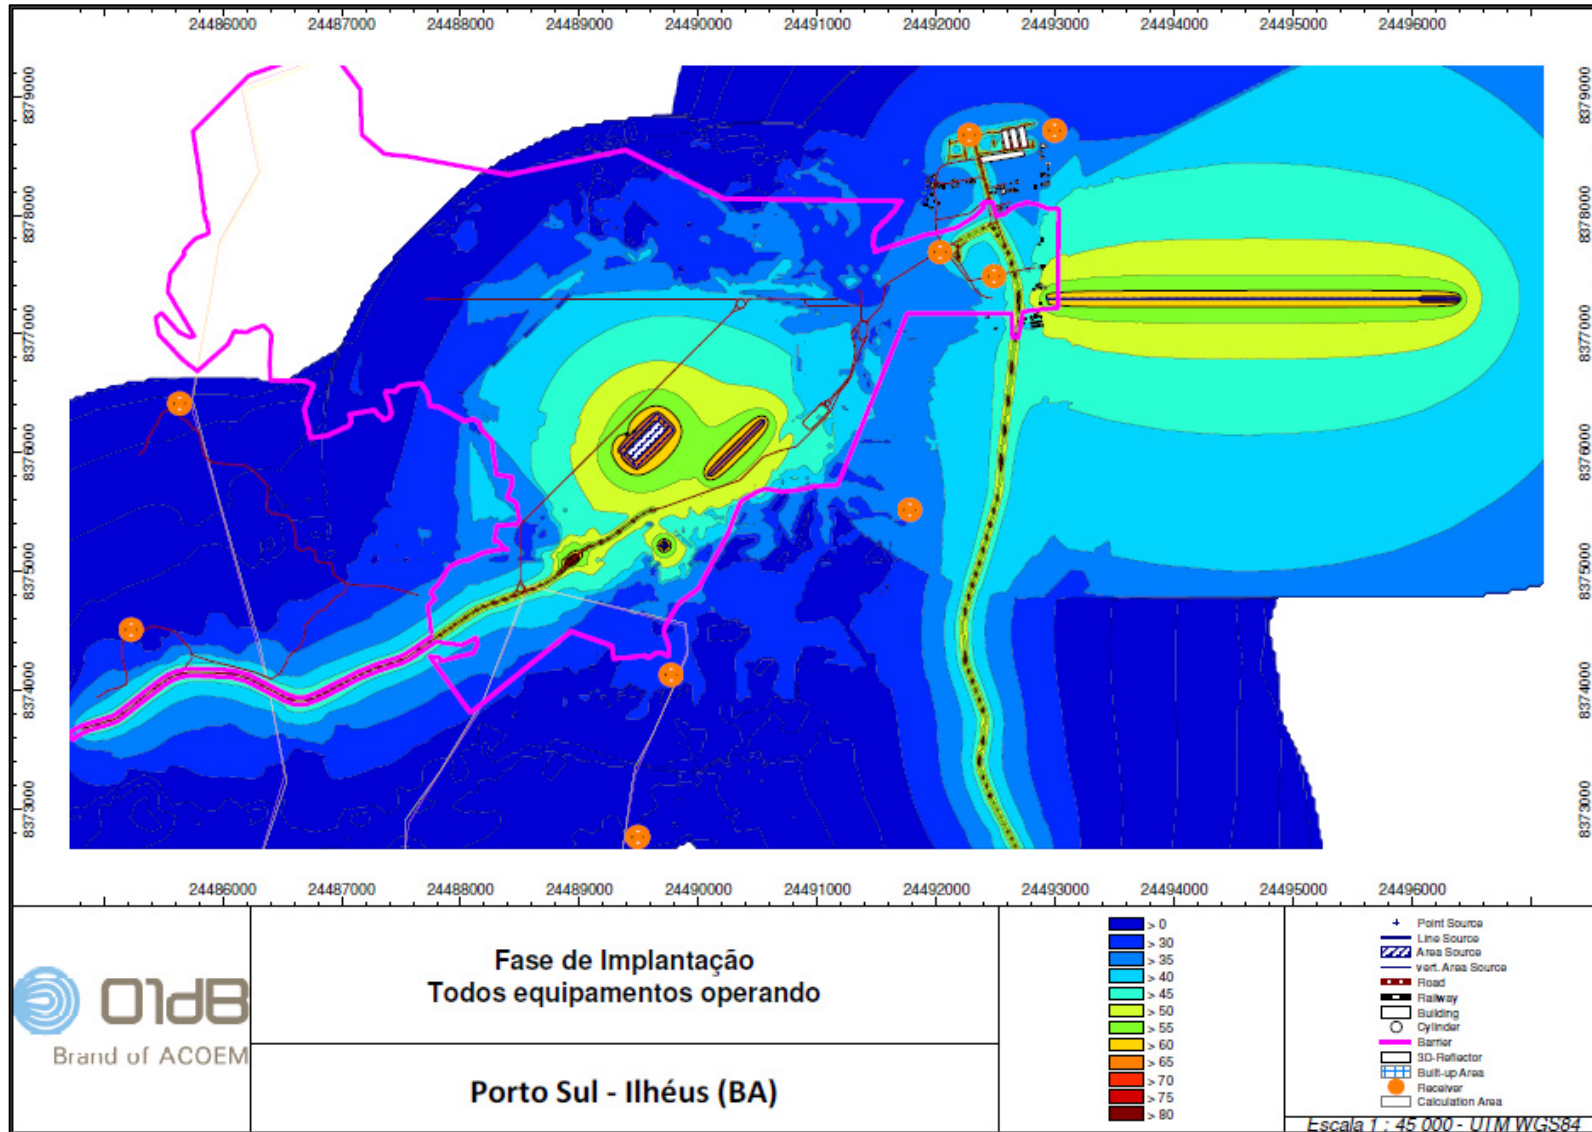 24486000 24487000 24488000 24489000 24490000 24491000 24492000 24493000 24494000 24495000 24496000
8379000 8379000
8378000 8378000
8377000 8377000
8376000 8376000
8375000 8375000
8374000 8374000
8373000 8373000
24486000 24487000 24488000 24489000 24490000 24491000 24492000 24493000 24494000 24495000 24496000
01dB
Brand of ACOEM
Fase de Implantação
Todos equipamentos operando
Porto Sul - Ilhéus (BA)
> 0
> 30
> 35
> 40
> 45
> 50
> 55
> 60
> 65
> 70
> 75
> 80
Point Source
Line Source
Area Source
vert. Area Source
Road
Railway
Building
Cylinder
Barrier
3D-Reflector
Built-up Area
Receiver
Calculation Area
Escala 1 : 45 000 - UTM WGS84